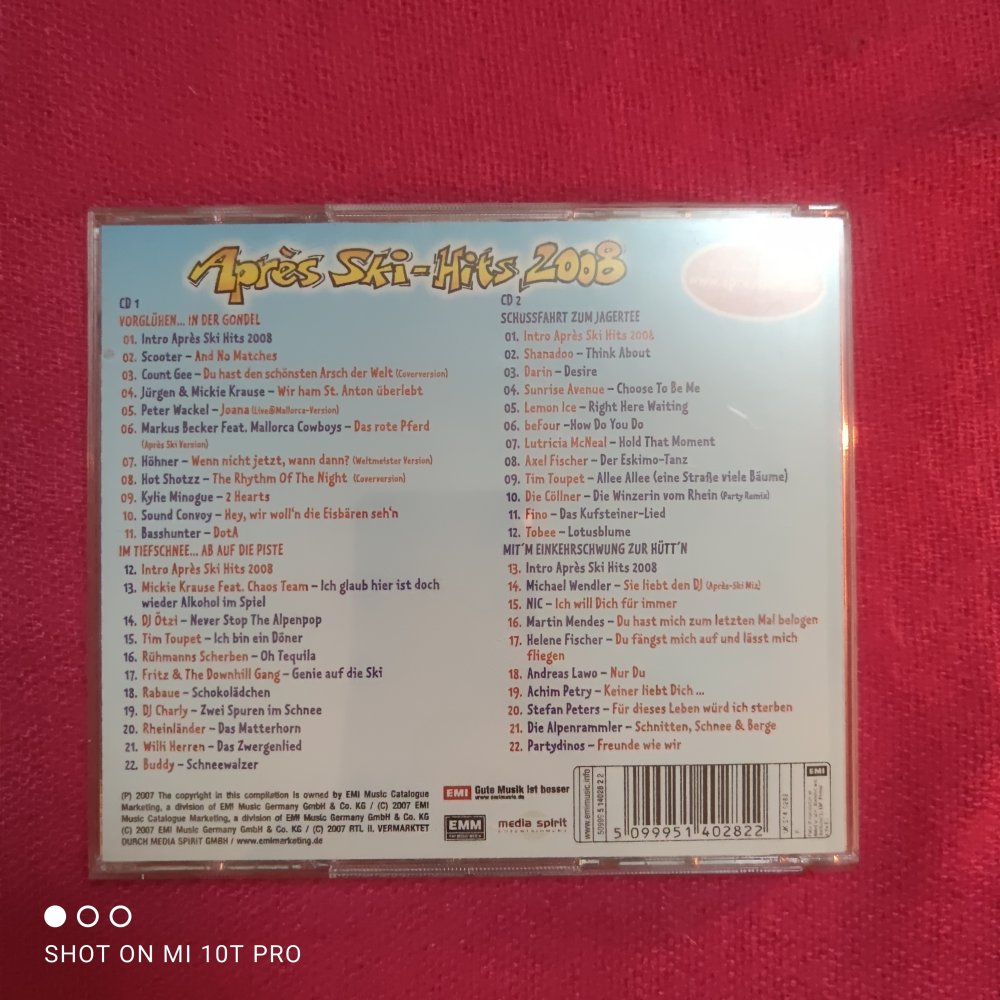 Après Ski-Hits 2008
CD 1
VORGLÜHEN... IN DER GONDEL
01. Intro Après Ski Hits 2008
02. Scooter – And No Matches
03. Count Gee – Du hast den schönsten Arsch der Welt (Coverversion)
04. Jürgen & Mickie Krause – Wir ham St. Anton überlebt
05. Peter Wackel – Joana (Live@Mallorca-Version)
06. Markus Becker Feat. Mallorca Cowboys – Das rote Pferd
(Après Ski Version)
07. Höhner – Wenn nicht jetzt, wann dann? (Weltmeister Version)
08. Hot Shotzz – The Rhythm Of The Night (Coverversion)
09. Kylie Minogue – 2 Hearts
10. Sound Convoy – Hey, wir woll'n die Eisbären seh'n
11. Basshunter – DotA
IM TIEFSCHNEE... AB AUF DIE PISTE
12. Intro Après Ski Hits 2008
13. Mickie Krause Feat. Chaos Team – Ich glaub hier ist doch
wieder Alkohol im Spiel
14. DJ Ötzi – Never Stop The Alpenpop
15. Tim Toupet – Ich bin ein Döner
16. Rühmanns Scherben – Oh Tequila
17. Fritz & The Downhill Gang – Genie auf die Ski
18. Rabaue – Schokolädchen
19. DJ Charly – Zwei Spuren im Schnee
20. Rheinländer – Das Matterhorn
21. Willi Herren – Das Zwergenlied
22. Buddy – Schneewalzer
CD 2
SCHUSSFAHRT ZUM JAGERTEE
01. Intro Après Ski Hits 2008
02. Shanadoo – Think About
03. Darin – Desire
04. Sunrise Avenue – Choose To Be Me
05. Lemon Ice – Right Here Waiting
06. beFour –How Do You Do
07. Lutricia McNeal – Hold That Moment
08. Axel Fischer – Der Eskimo-Tanz
09. Tim Toupet – Allee Allee (eine Straße viele Bäume)
10. Die Cöllner – Die Winzerin vom Rhein (Party Remix)
11. Fino – Das Kufsteiner-Lied
12. Tobee – Lotusblume
MIT´M EINKEHRSCHWUNG ZUR HÜTT´N
13. Intro Après Ski Hits 2008
14. Michael Wendler – Sie liebt den DJ (Après-Ski Mix)
15. NIC – Ich will Dich für immer
16. Martin Mendes – Du hast mich zum letzten Mal belogen
17. Helene Fischer – Du fängst mich auf und lässt mich
fliegen
18. Andreas Lawo – Nur Du
19. Achim Petry – Keiner liebt Dich ...
20. Stefan Peters – Für dieses Leben würd ich sterben
21. Die Alpenrammler – Schnitten, Schnee & Berge
22. Partydinos – Freunde wie wir
(P) 2007 The copyright in this compilation is owned by EMI Music Catalogue
Marketing, a division of EMI Music Germany GmbH & Co. KG / (C) 2007 EMI
Music Catalogue Marketing, a division of EMI Music Germany GmbH & Co. KG
(C) 2007 EMI Music Germany GmbH & Co. KG / (C) 2007 RTL II, VERMARKTET
DURCH MEDIA SPIRIT GMBH / www.emimarketing.de
EMI Gute Musik ist besser
www.emimusic.de
EMM
media spirit
ENTERTAINMENT
www.emimusic.info
50999 5 14028 2 2
5 099951 402822
EMI
SHOT ON MI 10T PRO